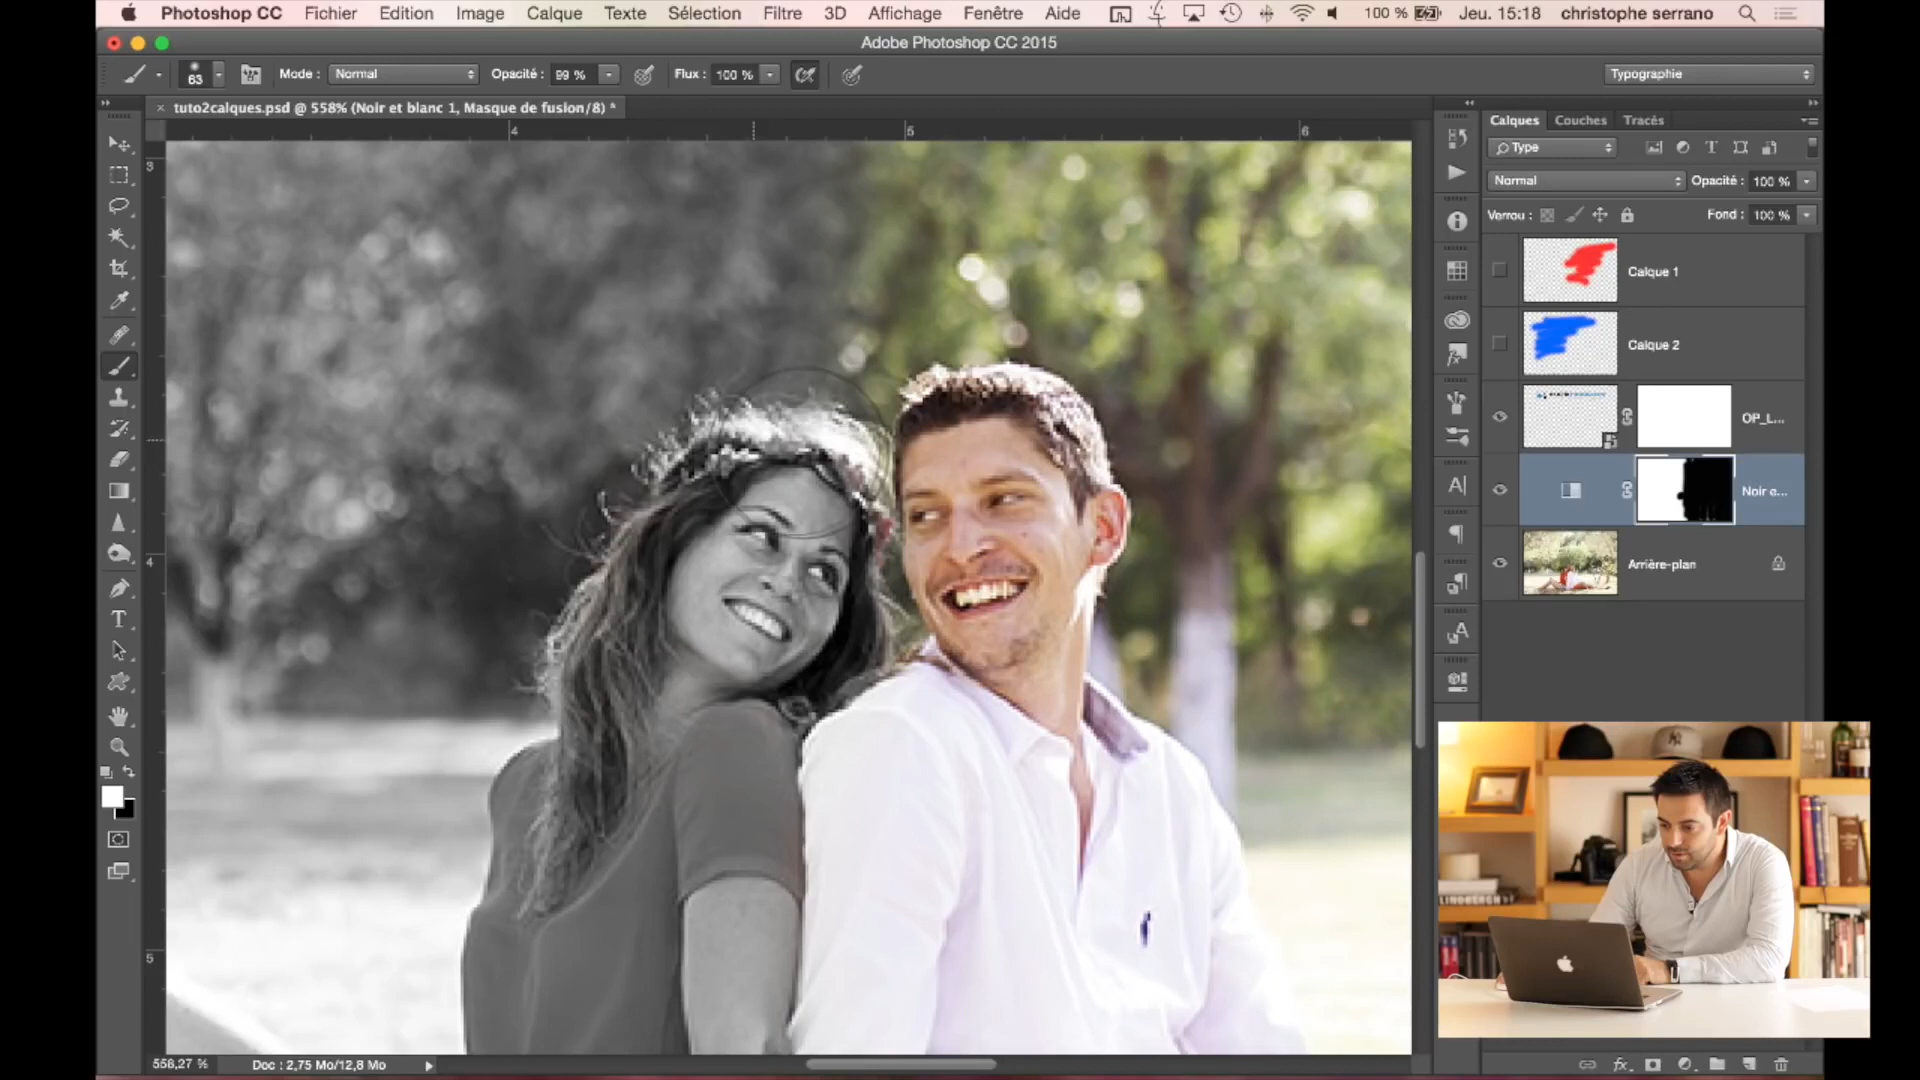 Photoshop CC Fichier Edition Image Calque Texte Sélection Filtre 3D Affichage Fenêtre Aide 100 % Jeu. 15:18 christophe serrano
Adobe Photoshop CC 2015
63 Mode : Normal Opacité : 99 % Flux : 100 % Typographie
× tuto2calques.psd @ 558% (Noir et blanc 1, Masque de fusion/8) *
Calques Couches Tracés
4 5 6
Type
3
Normal Opacité : 100 %
Verrou : Fond : 100 %
Calque 1
Calque 2
OP_L...
Noir e...
4
Arrière-plan
5
LINDBERGH
558,27 % Doc : 2,75 Mo/12,8 Mo